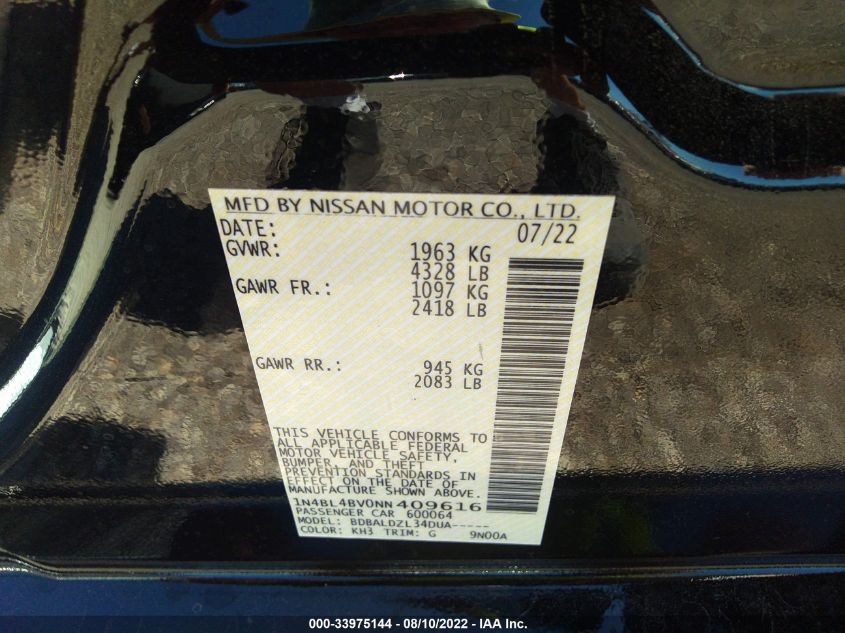 MFD BY NISSAN MOTOR CO., LTD.
DATE: 07/22
GVWR: 1963 KG
4328 LB
GAWR FR.: 1097 KG
2418 LB
GAWR RR.: 945 KG
2083 LB
THIS VEHICLE CONFORMS TO
ALL APPLICABLE FEDERAL
MOTOR VEHICLE SAFETY,
BUMPER, AND THEFT
PREVENTION STANDARDS IN
EFFECT ON THE DATE OF
MANUFACTURE SHOWN ABOVE.
1N4BL4BV0NN409616
PASSENGER CAR 600064
MODEL: BDBALDZL34DUA-----
COLOR: KH3 TRIM: G 9N00A
000-33975144 - 08/10/2022 - IAA Inc.